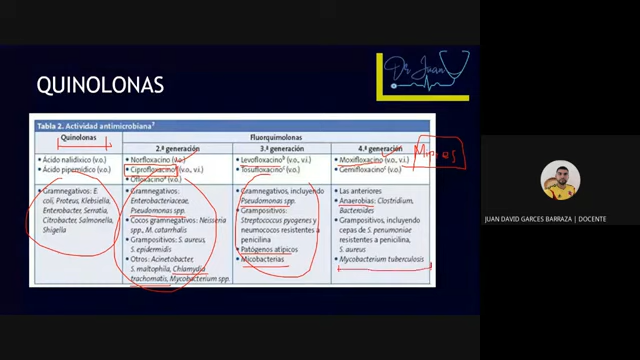 Dr Juan
QUINOLONAS
Tabla 2. Actividad antimicrobiana
Quinolonas
Fluorquimolonas
2.ª generación
3.ª generación
4.ª generación
• Ácido nalidíxico (v.o.)
• Ácido pipemídico (v.o.)
• Norfloxacino (v.o.)
• Ciprofloxacino (v.o., v.i.)
• Ofloxacino (v.o.)
• Levofloxacino (v.o., v.i.)
• Tosufloxacino (v.o.)
• Moxifloxacino (v.o., v.i.)
• Gemifloxacino (v.o.)
• Gramnegativos: E.
coli, Proteus, Klebsiella,
Enterobacter, Serratia,
Citrobacter, Salmonella,
Shigella
• Gramnegativos:
Enterobacteriaceae,
Pseudomonas spp.
• Cocos gramnegativos: Neisseria
spp., M. catarrhalis
• Grampositivos: S. aureus,
S. epidermidis
• Otros: Acinetobacter,
S. maltophila, Chlamydia
trachomatis, Mycobacterium spp.
• Gramnegativos, incluyendo
Pseudomonas spp.
• Grampositivos:
Streptococcus pyogenes y
neumococos resistentes a
penicilina
• Patógenos atípicos
• Micobacterias
• Las anteriores
• Anaerobias: Clostridium,
Bacteroides
• Grampositivos, incluyendo
cepas de S. penumoniae
resistentes a penicilina,
S. aureus
• Mycobacterium tuberculosis
JUAN DAVID GARCES BARRAZA | DOCENTE